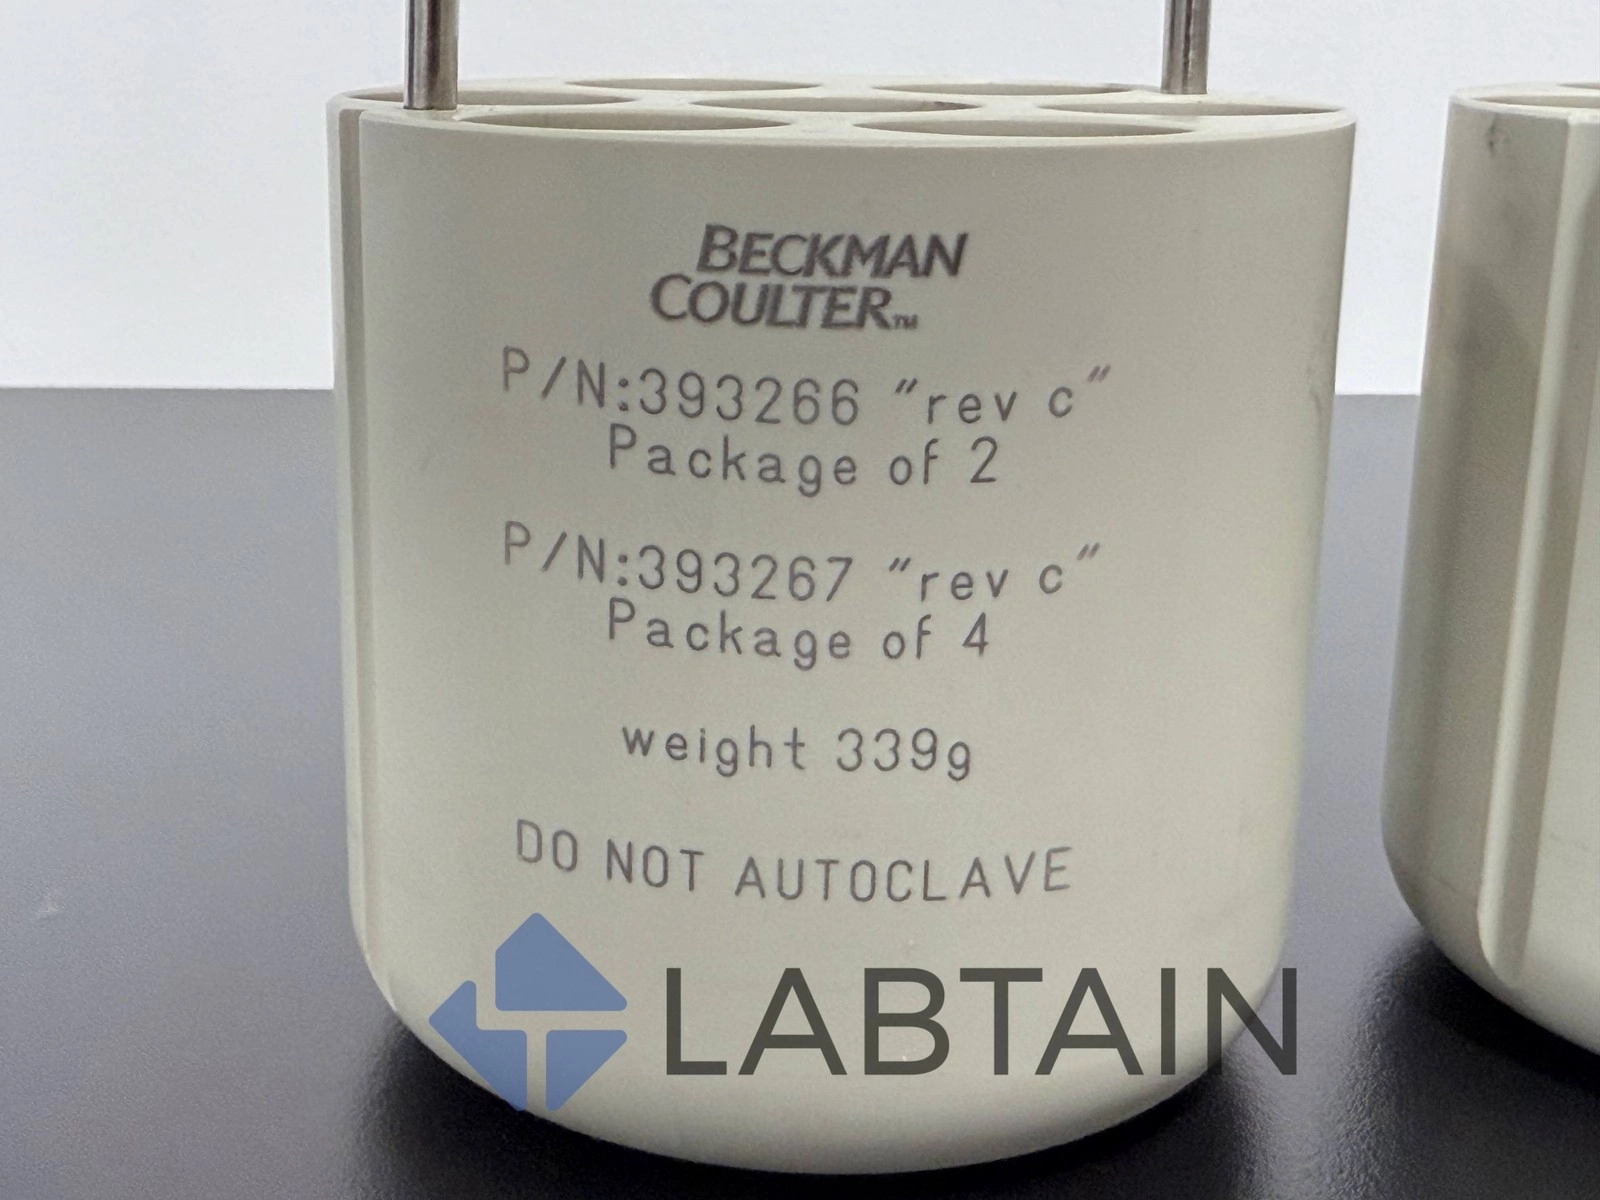 BECKMAN
COULTER™
P/N:393266 "rev c"
Package of 2
P/N:393267 "rev c"
Package of 4
weight 339g
DO NOT AUTOCLAVE
LABTAIN